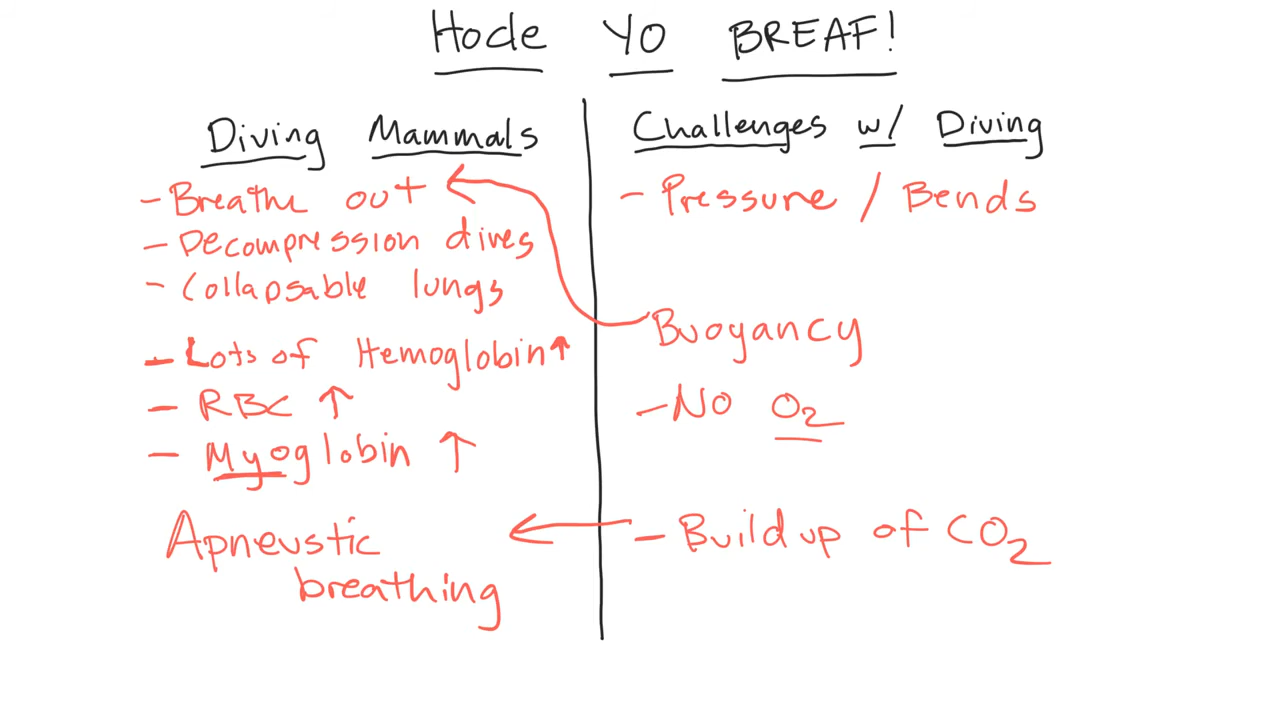 Hode Yo BREAF!
Diving Mammals
- Breathe out
- Decompression dives
- Collapsable lungs
- Lots of Hemoglobin ↑
- RBC ↑
- Myoglobin ↑
Apneustic
breathing
Challenges w/ Diving
- Pressure / Bends
Buoyancy
- No O₂
- Buildup of CO₂